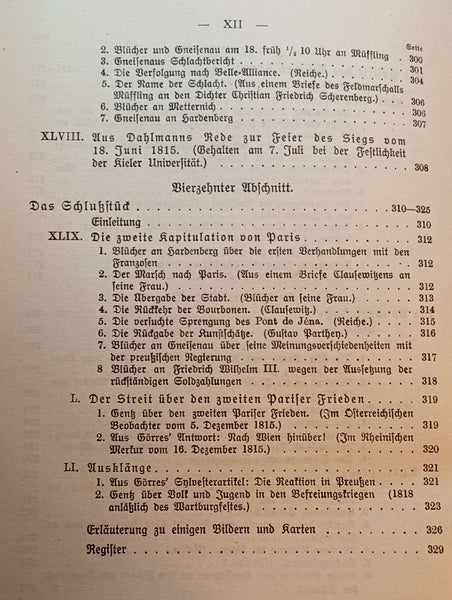 — XII —
Seite
2. Blücher und Gneisenau am 18. früh 1/2 10 Uhr an Müffling . . 300
3. Gneisenaus Schlachtbericht . . . . . . . . . . . . . . . . 301
4. Die Verfolgung nach Belle-Alliance. (Reiche.) . . . . . . . . 304
5. Der Name der Schlacht. (Aus einem Briefe des Feldmarschalls
Müffling an den Dichter Christian Friedrich Scherenberg.) . . . 306
6. Blücher an Metternich . . . . . . . . . . . . . . . . . . 306
7. Gneisenau an Hardenberg . . . . . . . . . . . . . . . . . 307
XLVIII. Aus Dahlmanns Rede zur Feier des Siegs vom
18. Juni 1815. (Gehalten am 7. Juli bei der Festlichkeit
der Kieler Universität.) . . . . . . . . . . . . . . . . . . 308
Vierzehnter Abschnitt.
Das Schlußstück . . . . . . . . . . . . . . . . . . 310—325
Einleitung . . . . . . . . . . . . . . . . . . . . . . . 310
XLIX. Die zweite Kapitulation von Paris . . . . . . . . . . 312
1. Blücher an Hardenberg über die ersten Verhandlungen mit den
Franzosen . . . . . . . . . . . . . . . . . . . . . . . 312
2. Der Marsch nach Paris. (Aus einem Briefe Clausewitzens an
seine Frau.) . . . . . . . . . . . . . . . . . . . . . . 312
3. Die Übergabe der Stadt. (Blücher an seine Frau.) . . . . . . 313
4. Die Rückkehr der Bourbonen. (Clausewitz.) . . . . . . . . . 314
5. Die versuchte Sprengung des Pont de Jéna. (Reiche.) . . . . . 315
6. Die Rückgabe der Kunstschätze. (Gustav Parthey.) . . . . . . 316
7. Blücher an Gneisenau über seine Meinungsverschiedenheiten mit
der preußischen Regierung . . . . . . . . . . . . . . . . 317
8 Blücher an Friedrich Wilhelm III. wegen der Aussetzung der
rückständigen Soldzahlungen . . . . . . . . . . . . . . . 318
L. Der Streit über den zweiten Pariser Frieden . . . . . . 319
1. Gentz über den zweiten Pariser Frieden. (Im Österreichischen
Beobachter vom 5. Dezember 1815.) . . . . . . . . . . . . 319
2. Aus Görres' Antwort: Nach Wien hinüber! (Im Rheinischen
Merkur vom 16. Dezember 1815.) . . . . . . . . . . . . . 320
LI. Ausklänge . . . . . . . . . . . . . . . . . . . . . 321
1. Aus Görres' Sylvesterartikel: Die Reaktion in Preußen . . . . 321
2. Gentz über Volk und Jugend in den Befreiungskriegen (1818
anläßlich des Wartburgfestes.) . . . . . . . . . . . . . . 323
Erläuterung zu einigen Bildern und Karten . . . . . . . . 326
Register . . . . . . . . . . . . . . . . . . . . . . . 329